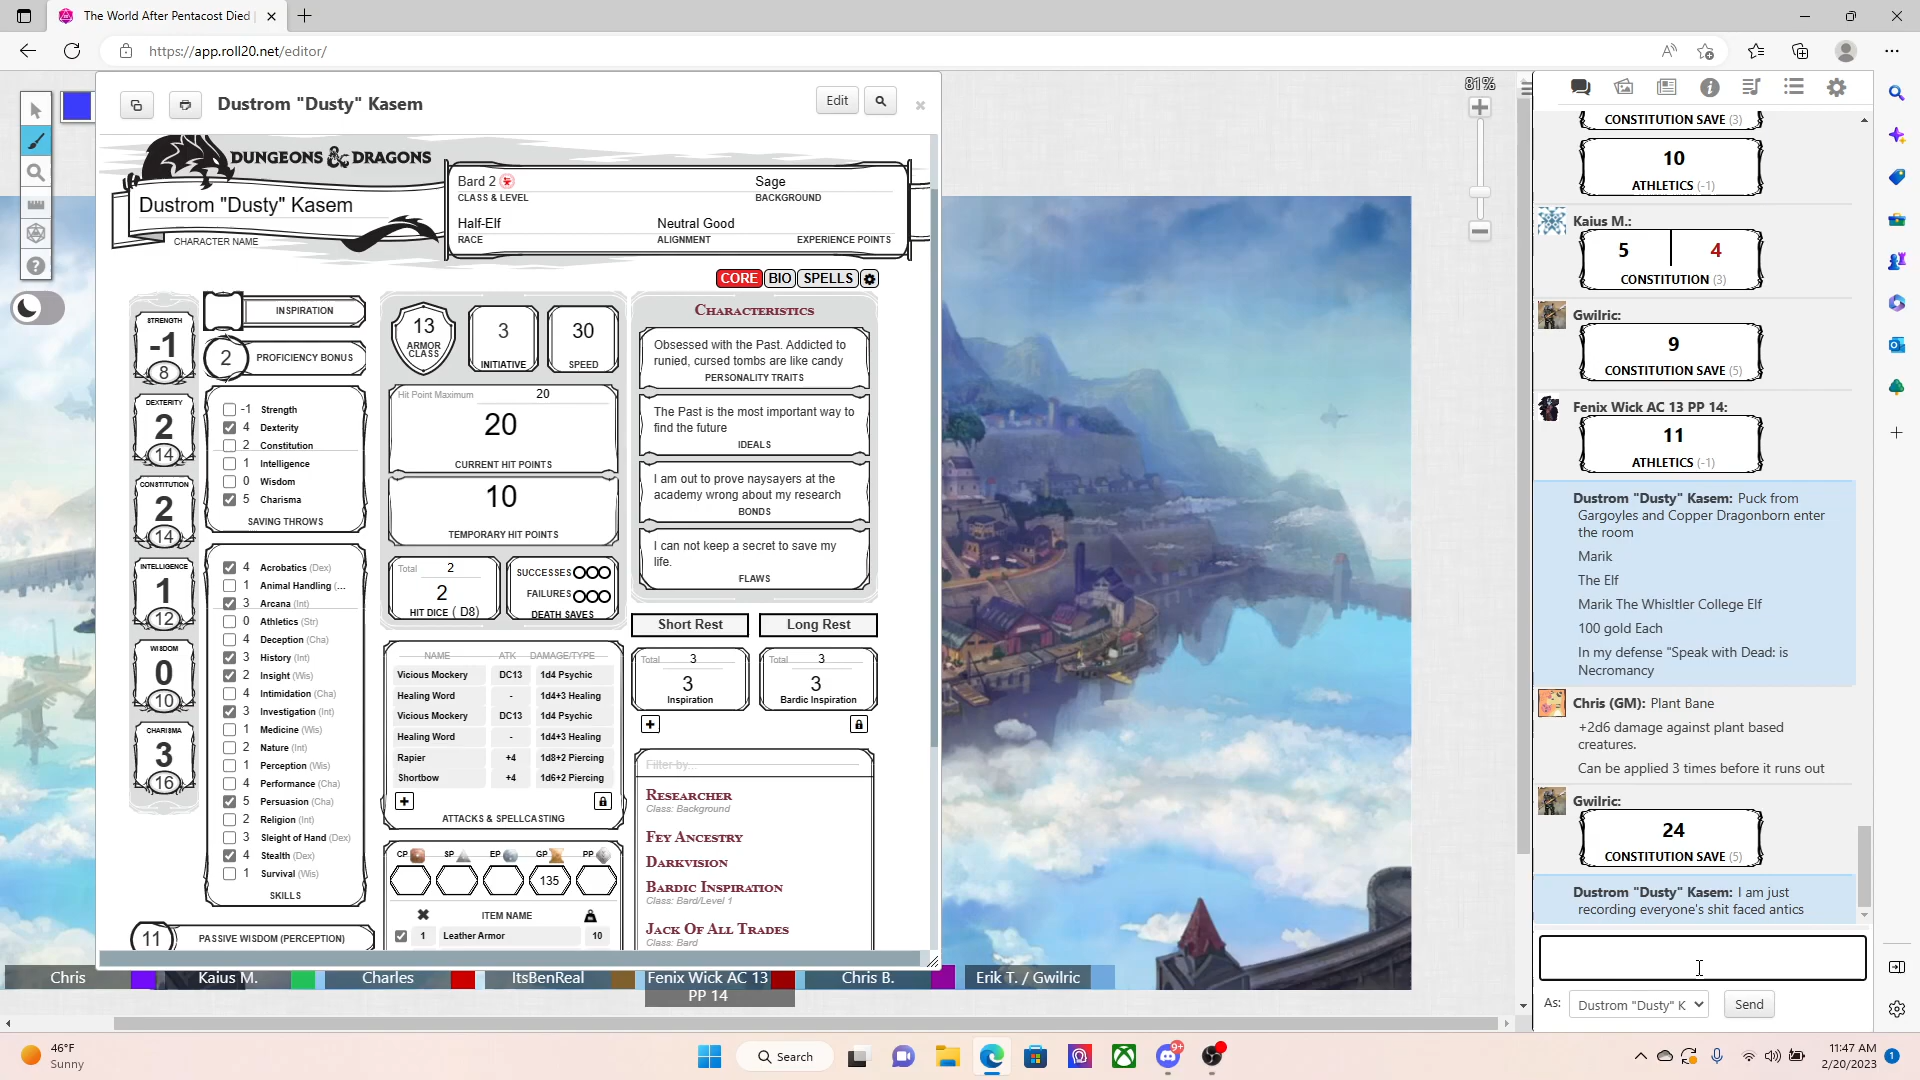 The World After Pentacost Died
https://app.roll20.net/editor/
Dustrom "Dusty" Kasem
Edit
DUNGEONS & DRAGONS
Dustrom "Dusty" Kasem
CHARACTER NAME
Bard 2
CLASS & LEVEL
Sage
BACKGROUND
Half-Elf
RACE
Neutral Good
ALIGNMENT
EXPERIENCE POINTS
CORE
BIO
SPELLS
STRENGTH
-1
8
DEXTERITY
2
14
CONSTITUTION
2
14
INTELLIGENCE
1
12
WISDOM
0
10
CHARISMA
3
16
INSPIRATION
2
PROFICIENCY BONUS
-1 Strength
4 Dexterity
2 Constitution
1 Intelligence
0 Wisdom
5 Charisma
SAVING THROWS
4 Acrobatics (Dex)
1 Animal Handling (...
3 Arcana (Int)
0 Athletics (Str)
4 Deception (Cha)
3 History (Int)
2 Insight (Wis)
4 Intimidation (Cha)
3 Investigation (Int)
1 Medicine (Wis)
2 Nature (Int)
1 Perception (Wis)
4 Performance (Cha)
5 Persuasion (Cha)
2 Religion (Int)
3 Sleight of Hand (Dex)
4 Stealth (Dex)
1 Survival (Wis)
SKILLS
11
PASSIVE WISDOM (PERCEPTION)
13
ARMOR
CLASS
3
INITIATIVE
30
SPEED
Hit Point Maximum 20
20
CURRENT HIT POINTS
10
TEMPORARY HIT POINTS
Total 2
2
HIT DICE ( D8)
SUCCESSES
FAILURES
DEATH SAVES
NAME ATK DAMAGE/TYPE
Vicious Mockery DC13 1d4 Psychic
Healing Word - 1d4+3 Healing
Vicious Mockery DC13 1d4 Psychic
Healing Word - 1d4+3 Healing
Rapier +4 1d8+2 Piercing
Shortbow +4 1d6+2 Piercing
ATTACKS & SPELLCASTING
CP SP EP GP PP
135
ITEM NAME
1 Leather Armor 10
CHARACTERISTICS
Obsessed with the Past. Addicted to
runied, cursed tombs are like candy
PERSONALITY TRAITS
The Past is the most important way to
find the future
IDEALS
I am out to prove naysayers at the
academy wrong about my research
BONDS
I can not keep a secret to save my
life.
FLAWS
Short Rest
Long Rest
Total 3
3
Inspiration
Total 3
3
Bardic Inspiration
Filter by...
RESEARCHER
Class: Background
FEY ANCESTRY
DARKVISION
BARDIC INSPIRATION
Class: Bard/Level 1
JACK OF ALL TRADES
Class: Bard
81%
CONSTITUTION SAVE (3)
10
ATHLETICS (-1)
Kaius M.:
5 4
CONSTITUTION (3)
Gwilric:
9
CONSTITUTION SAVE (5)
Fenix Wick AC 13 PP 14:
11
ATHLETICS (-1)
Dustrom "Dusty" Kasem: Puck from
Gargoyles and Copper Dragonborn enter
the room
Marik
The Elf
Marik The Whisltler College Elf
100 gold Each
In my defense "Speak with Dead: is
Necromancy
Chris (GM): Plant Bane
+2d6 damage against plant based
creatures.
Can be applied 3 times before it runs out
Gwilric:
24
CONSTITUTION SAVE (5)
Dustrom "Dusty" Kasem: I am just
recording everyone's shit faced antics
As: Dustrom "Dusty" K
Send
Chris
Kaius M.
Charles
ItsBenReal
Fenix Wick AC 13
PP 14
Chris B.
Erik T. / Gwilric
46°F
Sunny
Search
9+
11:47 AM
2/20/2023
1